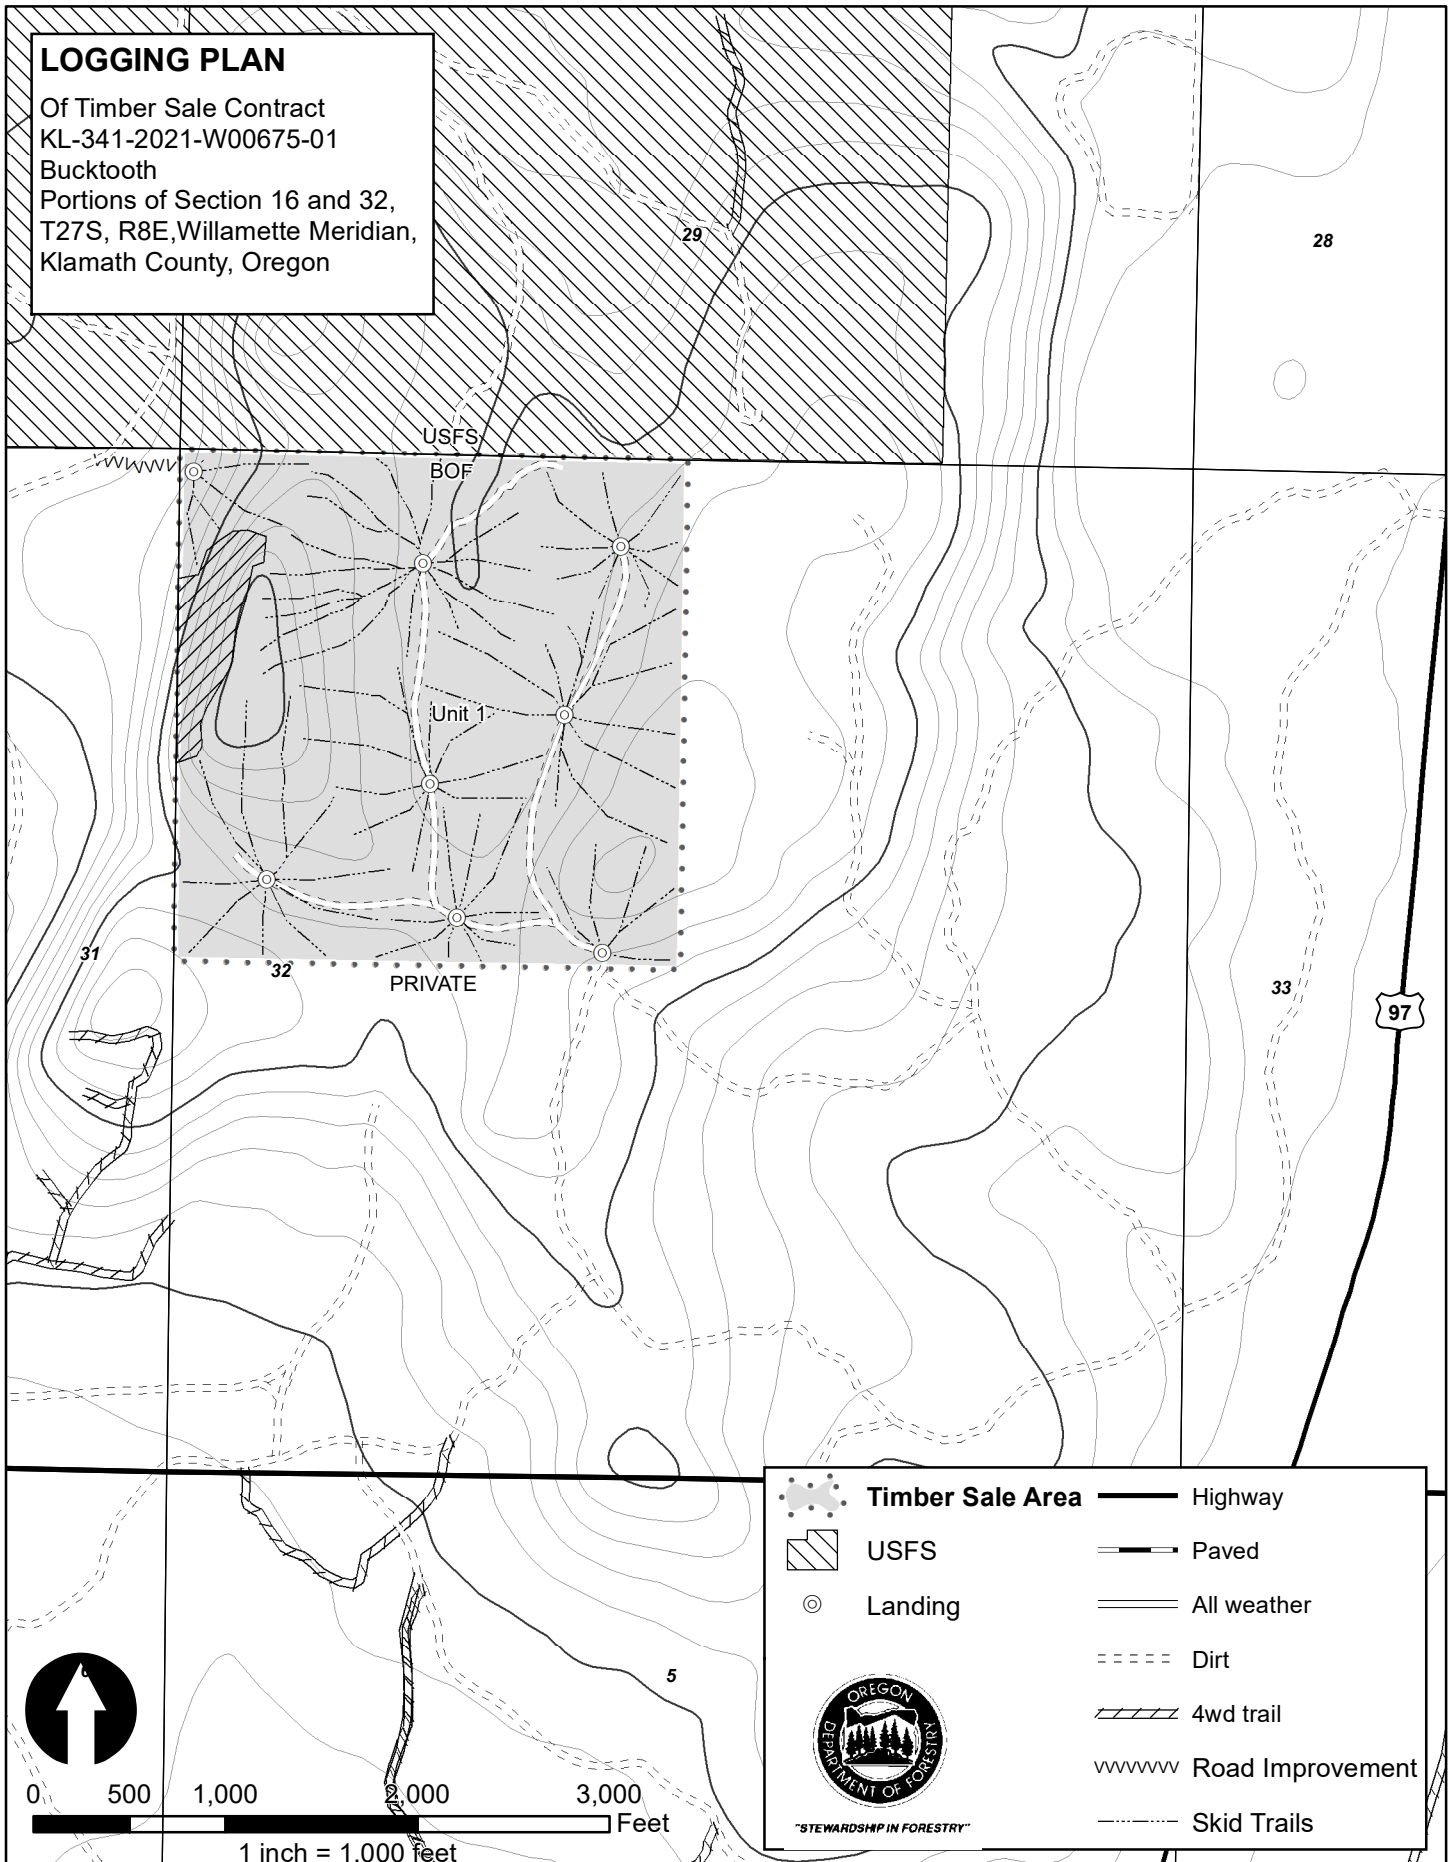 LOGGING PLAN
Of Timber Sale Contract
KL-341-2021-W00675-01
Bucktooth
Portions of Section 16 and 32,
T27S, R8E,Willamette Meridian,
Klamath County, Oregon
29
28
USFS
BOF
Unit 1
31
32
PRIVATE
33
97
5
Timber Sale Area
USFS
Landing
Highway
Paved
All weather
Dirt
4wd trail
Road Improvement
Skid Trails
OREGON
DEPARTMENT OF FORESTRY
"STEWARDSHIP IN FORESTRY"
0 500 1,000 2,000 3,000
Feet
1 inch = 1,000 feet